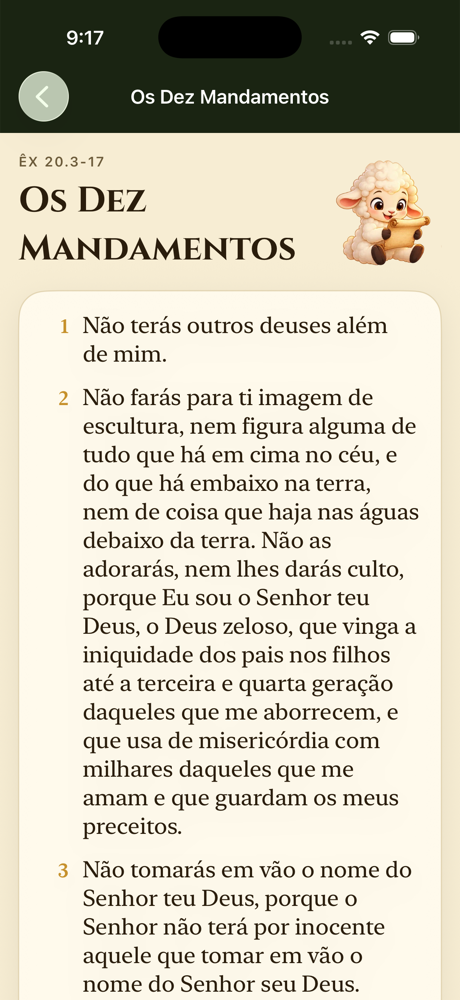 9:17
Os Dez Mandamentos
ÊX 20.3-17
Os Dez
Mandamentos
1 Não terás outros deuses além
de mim.
2 Não farás para ti imagem de
escultura, nem figura alguma de
tudo que há em cima no céu, e
do que há embaixo na terra,
nem de coisa que haja nas águas
debaixo da terra. Não as
adorarás, nem lhes darás culto,
porque Eu sou o Senhor teu
Deus, o Deus zeloso, que vinga a
iniquidade dos pais nos filhos
até a terceira e quarta geração
daqueles que me aborrecem, e
que usa de misericórdia com
milhares daqueles que me
amam e que guardam os meus
preceitos.
3 Não tomarás em vão o nome do
Senhor teu Deus, porque o
Senhor não terá por inocente
aquele que tomar em vão o
nome do Senhor seu Deus.